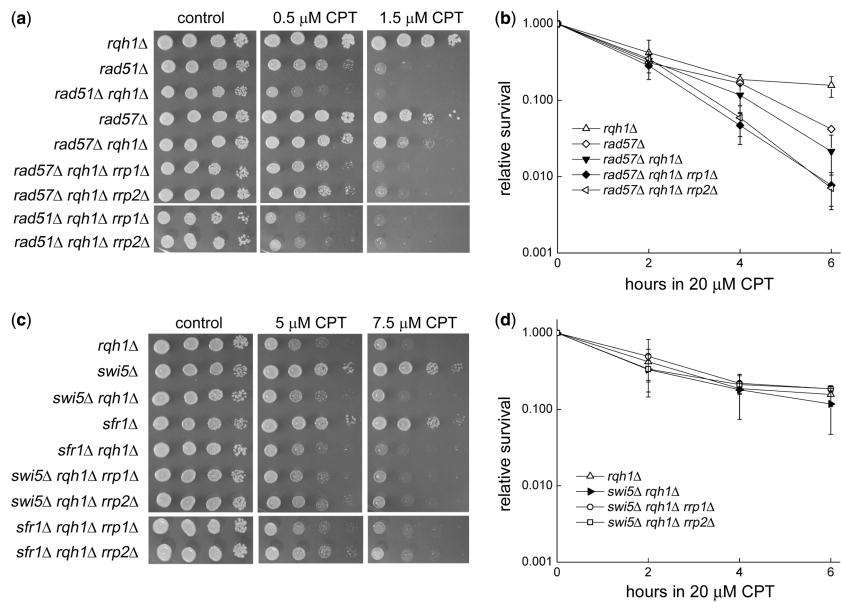 (a)
control 0.5 μM CPT 1.5 μM CPT
rqh1Δ
rad51Δ
rad51Δ rqh1Δ
rad57Δ
rad57Δ rqh1Δ
rad57Δ rqh1Δ rrp1Δ
rad57Δ rqh1Δ rrp2Δ
rad51Δ rqh1Δ rrp1Δ
rad51Δ rqh1Δ rrp2Δ
(b)
relative survival
1.000
0.100
0.010
0.001
rqh1Δ
rad57Δ
rad57Δ rqh1Δ
rad57Δ rqh1Δ rrp1Δ
rad57Δ rqh1Δ rrp2Δ
0 2 4 6
hours in 20 μM CPT
(c)
control 5 μM CPT 7.5 μM CPT
rqh1Δ
swi5Δ
swi5Δ rqh1Δ
sfr1Δ
sfr1Δ rqh1Δ
swi5Δ rqh1Δ rrp1Δ
swi5Δ rqh1Δ rrp2Δ
sfr1Δ rqh1Δ rrp1Δ
sfr1Δ rqh1Δ rrp2Δ
(d)
relative survival
1.000
0.100
0.010
0.001
rqh1Δ
swi5Δ rqh1Δ
swi5Δ rqh1Δ rrp1Δ
swi5Δ rqh1Δ rrp2Δ
0 2 4 6
hours in 20 μM CPT